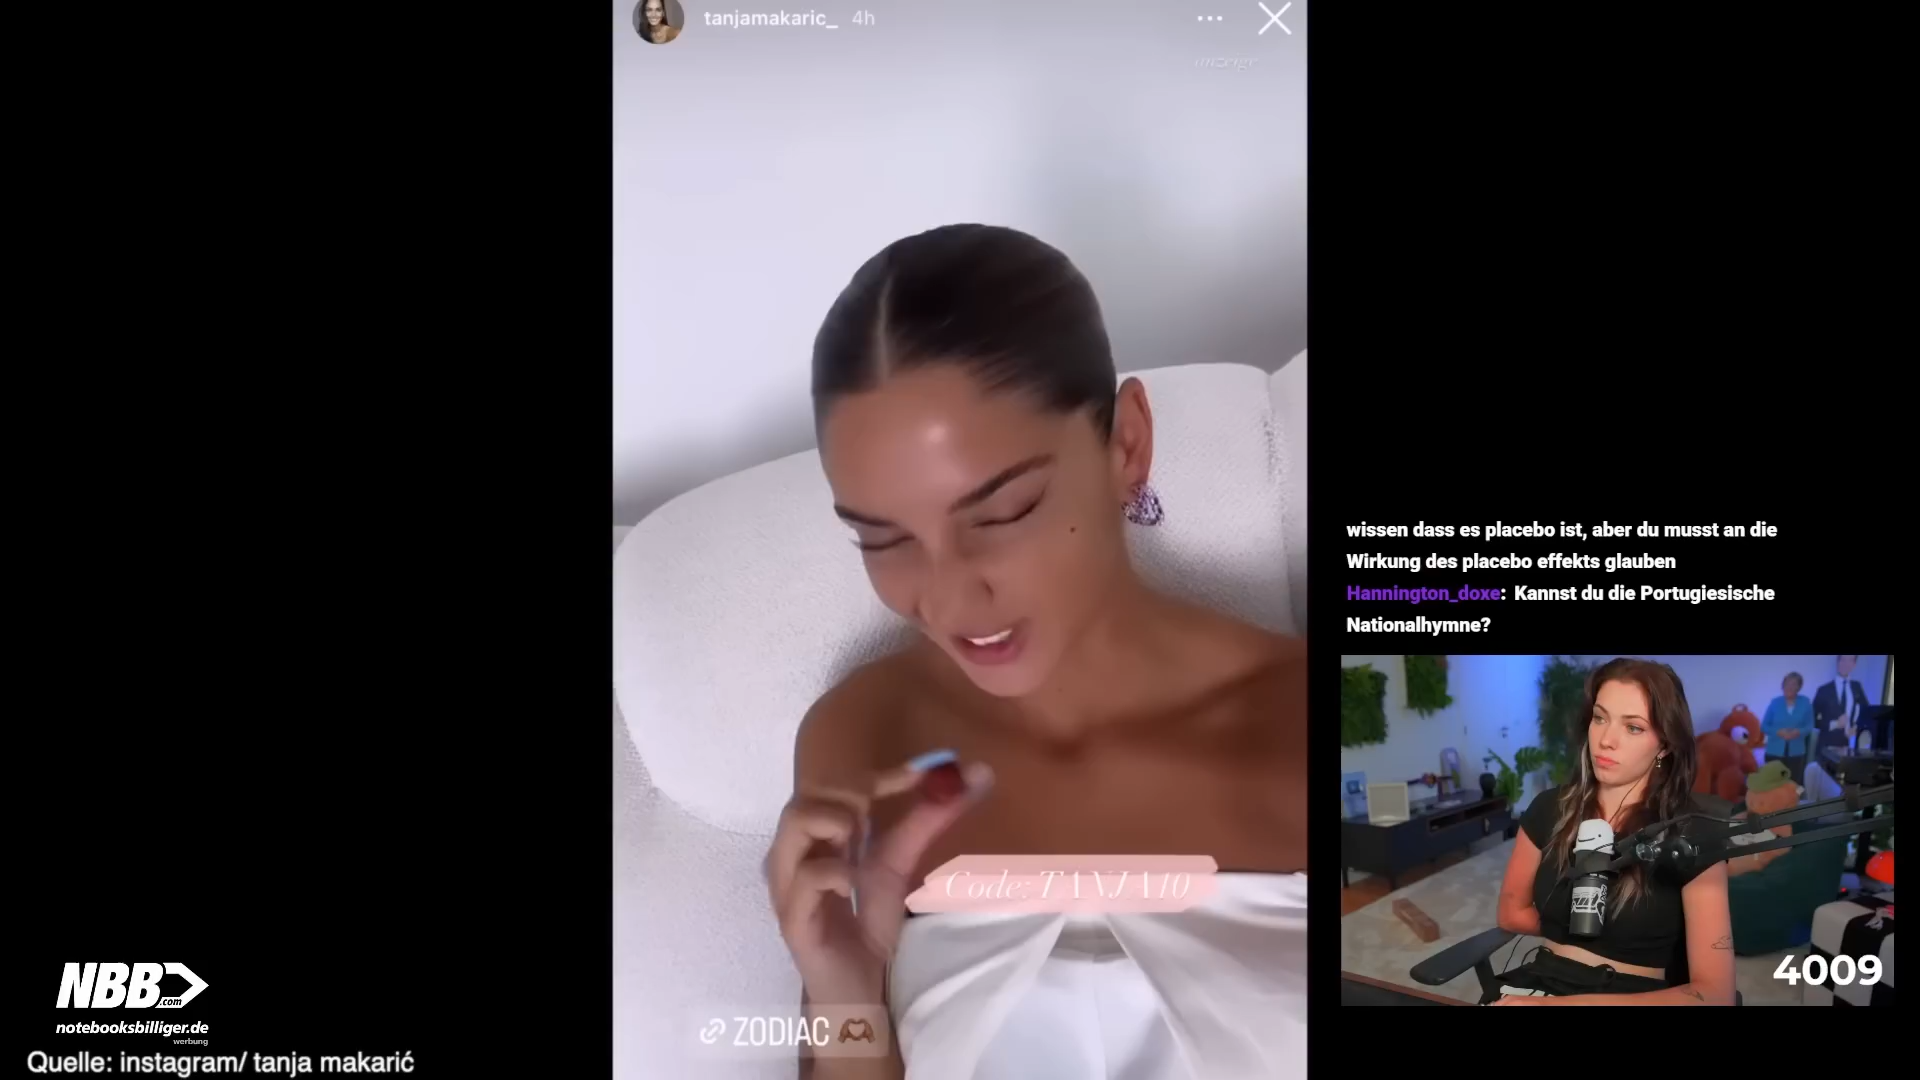 tanjamakaric_ 4h
anzeige
wissen dass es placebo ist, aber du musst an die
Wirkung des placebo effekts glauben
Hannington_doxe: Kannst du die Portugiesische
Nationalhymne?
Code: TANJA10
ZODIAC
4009
NBB.com
notebooksbilliger.de
werbung
Quelle: instagram/ tanja makarić